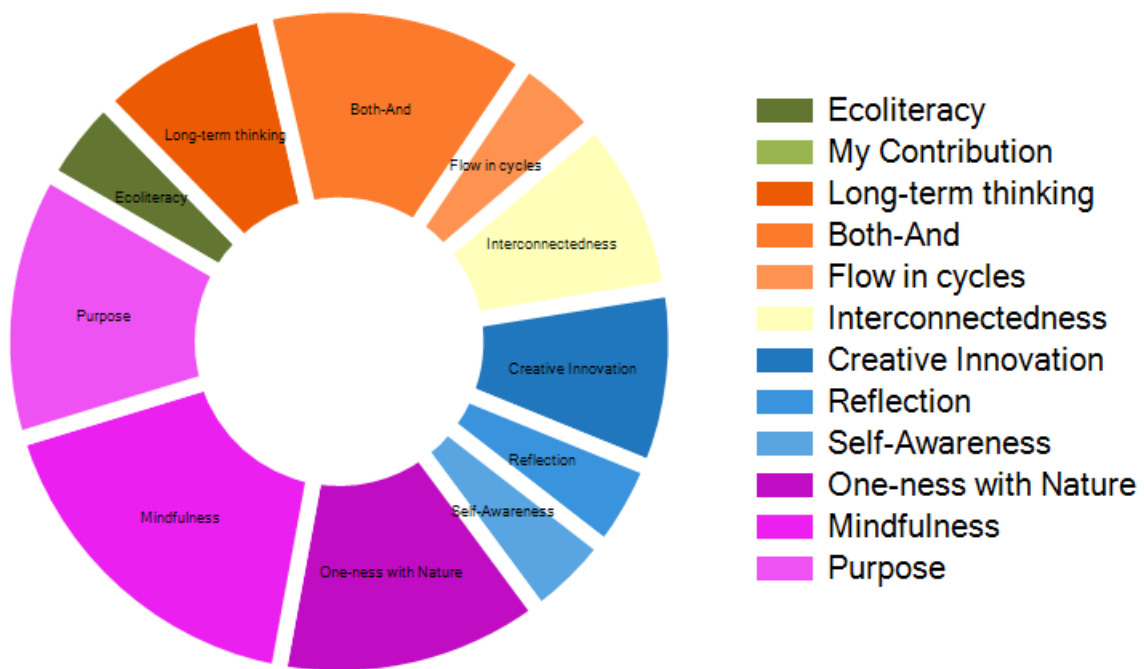 Both-And
Long-term thinking
Flow in cycles
Ecoliteracy
Interconnectedness
Purpose
Creative Innovation
Reflection
Self-Awareness
Mindfulness
One-ness with Nature
Ecoliteracy
My Contribution
Long-term thinking
Both-And
Flow in cycles
Interconnectedness
Creative Innovation
Reflection
Self-Awareness
One-ness with Nature
Mindfulness
Purpose